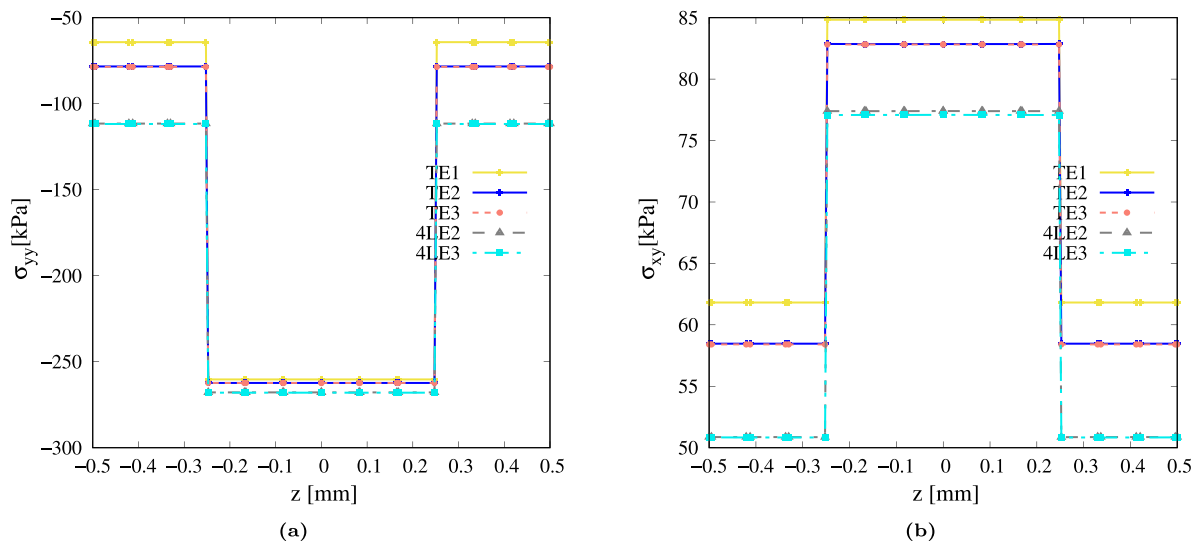 −50
−100
−150
−200
−250
−300
σyy[kPa]
TE1
TE2
TE3
4LE2
4LE3
−0.5 −0.4 −0.3 −0.2 −0.1 0 0.1 0.2 0.3 0.4 0.5
z [mm]
(a)
85
80
75
70
65
60
55
50
σxy[kPa]
TE1
TE2
TE3
4LE2
4LE3
−0.5 −0.4 −0.3 −0.2 −0.1 0 0.1 0.2 0.3 0.4 0.5
z [mm]
(b)